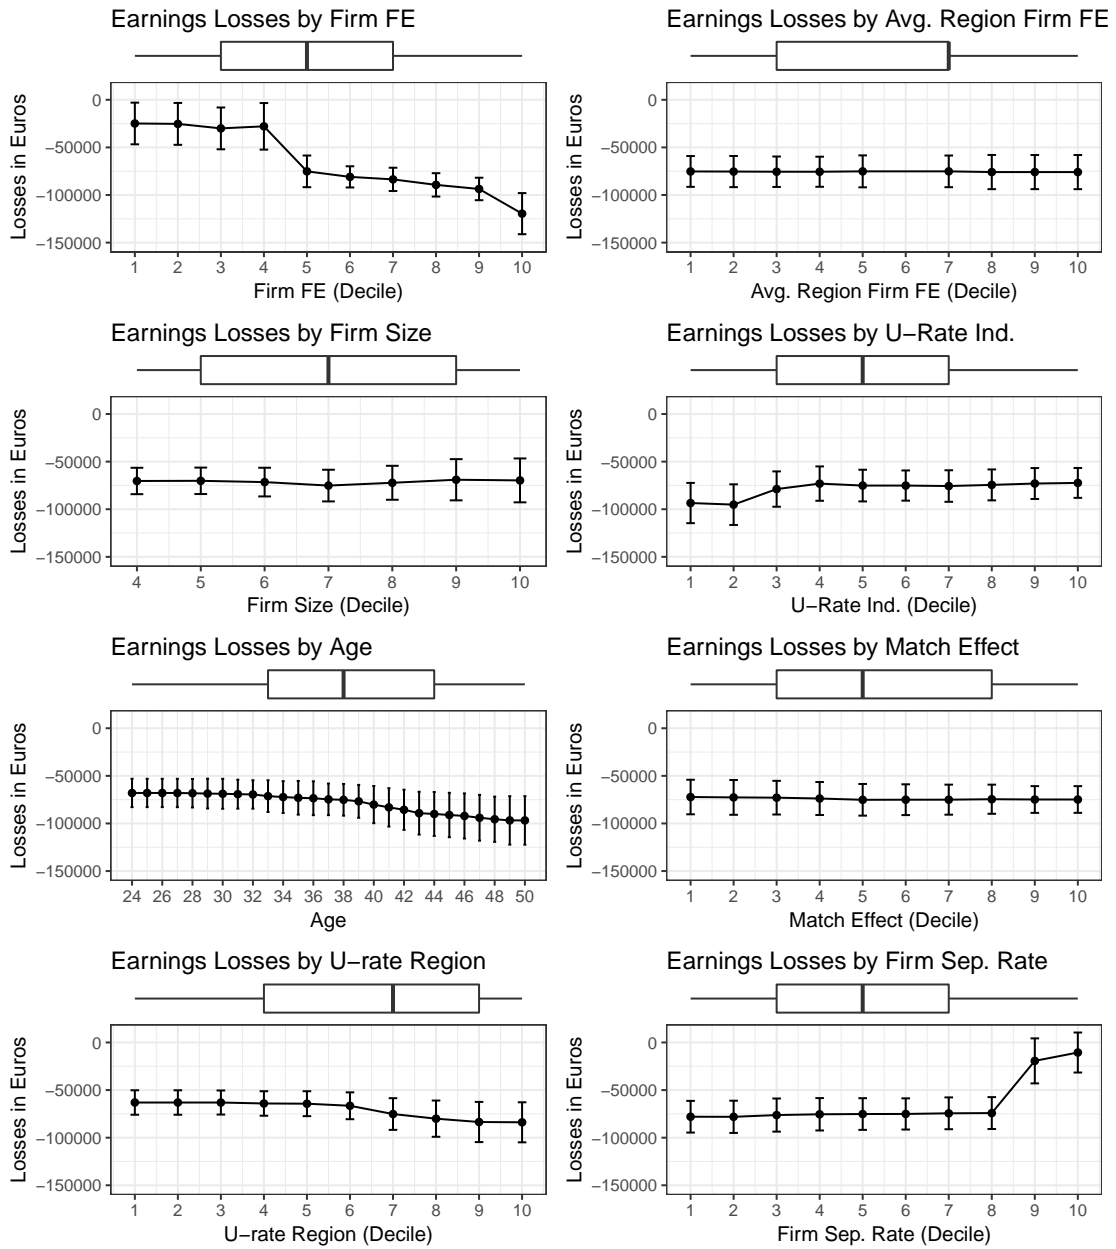 Earnings Losses by Firm FE
Losses in Euros
0
−50000
−100000
−150000
1 2 3 4 5 6 7 8 9 10
Firm FE (Decile)
Earnings Losses by Avg. Region Firm FE
Losses in Euros
0
−50000
−100000
−150000
1 2 3 4 5 6 7 8 9 10
Avg. Region Firm FE (Decile)
Earnings Losses by Firm Size
Losses in Euros
0
−50000
−100000
−150000
4 5 6 7 8 9 10
Firm Size (Decile)
Earnings Losses by U−Rate Ind.
Losses in Euros
0
−50000
−100000
−150000
1 2 3 4 5 6 7 8 9 10
U−Rate Ind. (Decile)
Earnings Losses by Age
Losses in Euros
0
−50000
−100000
−150000
24 26 28 30 32 34 36 38 40 42 44 46 48 50
Age
Earnings Losses by Match Effect
Losses in Euros
0
−50000
−100000
−150000
1 2 3 4 5 6 7 8 9 10
Match Effect (Decile)
Earnings Losses by U−rate Region
Losses in Euros
0
−50000
−100000
−150000
1 2 3 4 5 6 7 8 9 10
U−rate Region (Decile)
Earnings Losses by Firm Sep. Rate
Losses in Euros
0
−50000
−100000
−150000
1 2 3 4 5 6 7 8 9 10
Firm Sep. Rate (Decile)